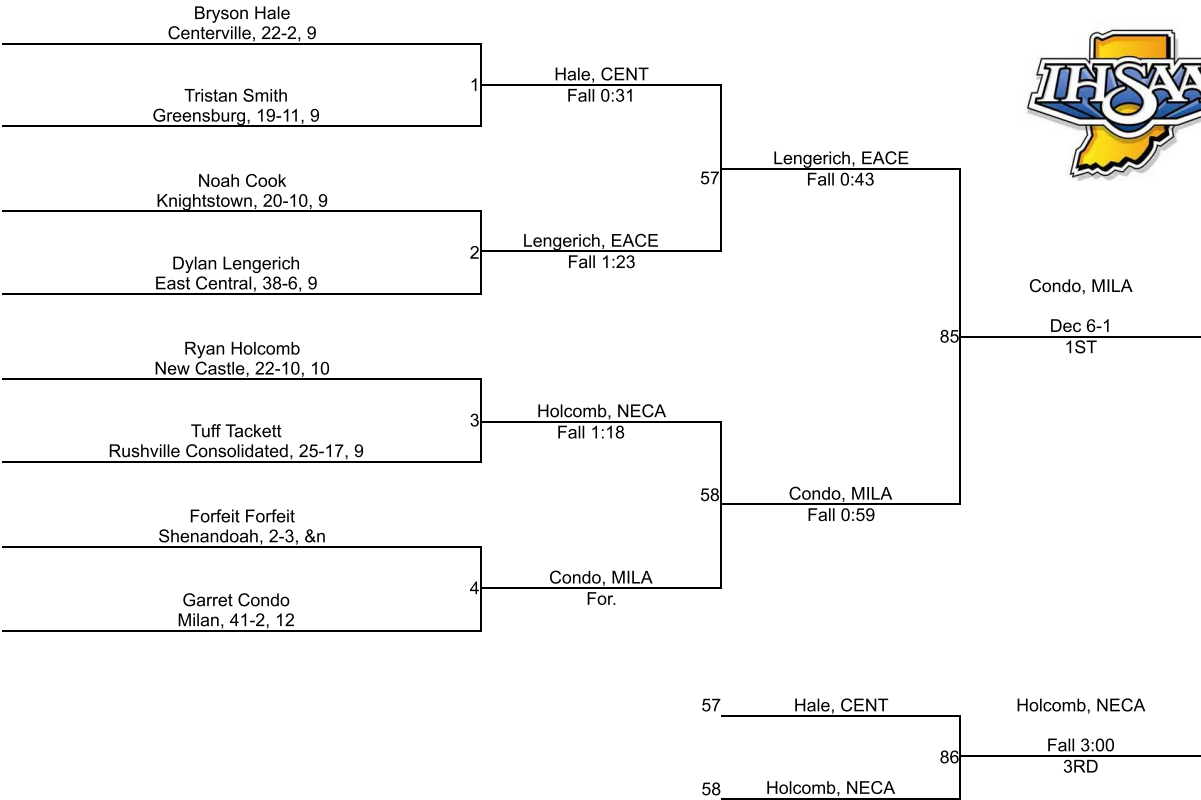 Bryson Hale
Centerville, 22-2, 9
Tristan Smith
Greensburg, 19-11, 9
1
Hale, CENT
Fall 0:31
Noah Cook
Knightstown, 20-10, 9
Dylan Lengerich
East Central, 38-6, 9
2
Lengerich, EACE
Fall 1:23
57
Lengerich, EACE
Fall 0:43
Ryan Holcomb
New Castle, 22-10, 10
Tuff Tackett
Rushville Consolidated, 25-17, 9
3
Holcomb, NECA
Fall 1:18
Forfeit Forfeit
Shenandoah, 2-3, &n
Garret Condo
Milan, 41-2, 12
4
Condo, MILA
For.
58
Condo, MILA
Fall 0:59
85
Condo, MILA
Dec 6-1
1ST
IHSAA
57
Hale, CENT
58
Holcomb, NECA
86
Holcomb, NECA
Fall 3:00
3RD